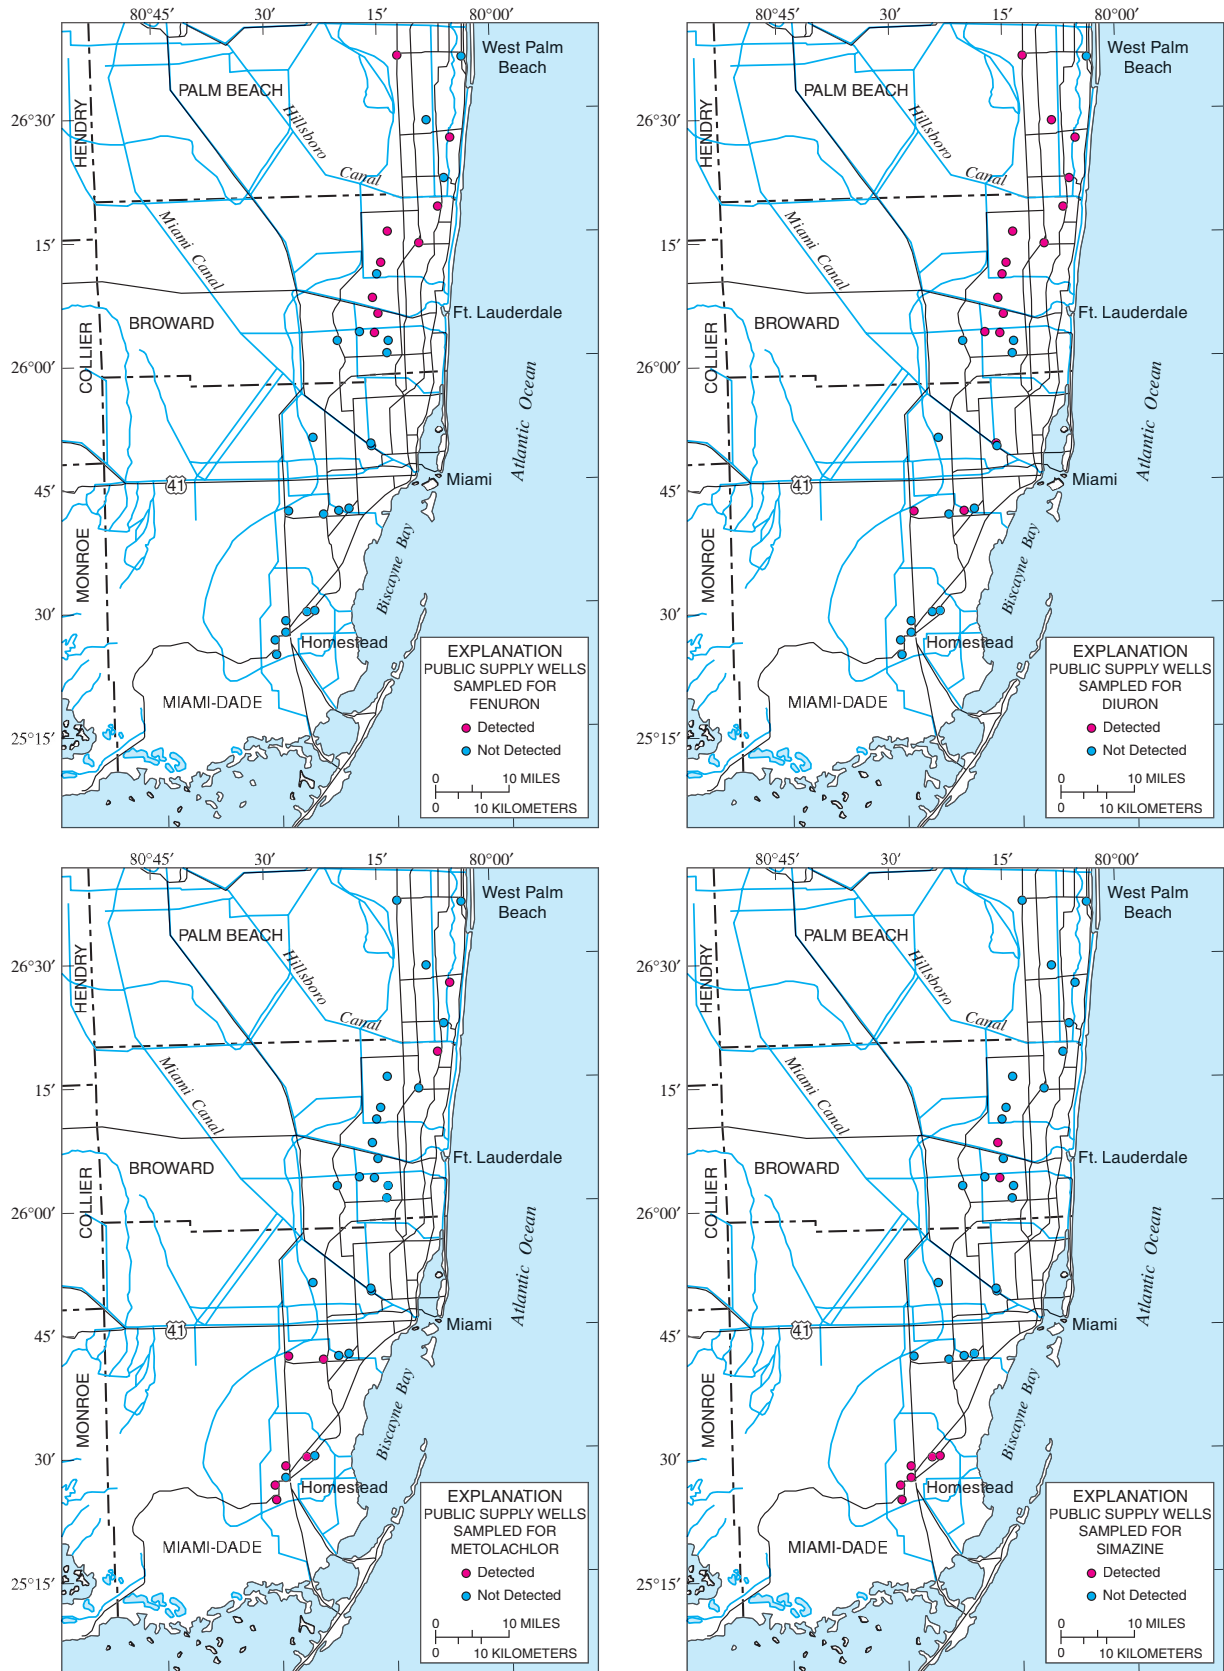 80°45′ 30′ 15′ 80°00′
West Palm
Beach
PALM BEACH
HENDRY
Hillsboro
Canal
26°30′
Miami Canal
15′
Ft. Lauderdale
BROWARD
COLLIER
26°00′
Atlantic Ocean
Miami
41
45′
MONROE
Biscayne Bay
30′
Homestead
MIAMI-DADE
25°15′
EXPLANATION
PUBLIC SUPPLY WELLS
SAMPLED FOR
FENURON
Detected
Not Detected
0 10 MILES
0 10 KILOMETERS
80°45′ 30′ 15′ 80°00′
West Palm
Beach
PALM BEACH
HENDRY
Hillsboro
Canal
26°30′
Miami Canal
15′
Ft. Lauderdale
BROWARD
COLLIER
26°00′
Atlantic Ocean
Miami
41
45′
MONROE
Biscayne Bay
30′
Homestead
MIAMI-DADE
25°15′
EXPLANATION
PUBLIC SUPPLY WELLS
SAMPLED FOR
DIURON
Detected
Not Detected
0 10 MILES
0 10 KILOMETERS
80°45′ 30′ 15′ 80°00′
West Palm
Beach
PALM BEACH
HENDRY
Hillsboro
Canal
26°30′
Miami Canal
15′
Ft. Lauderdale
BROWARD
COLLIER
26°00′
Atlantic Ocean
Miami
41
45′
MONROE
Biscayne Bay
30′
Homestead
MIAMI-DADE
25°15′
EXPLANATION
PUBLIC SUPPLY WELLS
SAMPLED FOR
METOLACHLOR
Detected
Not Detected
0 10 MILES
0 10 KILOMETERS
80°45′ 30′ 15′ 80°00′
West Palm
Beach
PALM BEACH
HENDRY
Hillsboro
Canal
26°30′
Miami Canal
15′
Ft. Lauderdale
BROWARD
COLLIER
26°00′
Atlantic Ocean
Miami
41
45′
MONROE
Biscayne Bay
30′
Homestead
MIAMI-DADE
25°15′
EXPLANATION
PUBLIC SUPPLY WELLS
SAMPLED FOR
SIMAZINE
Detected
Not Detected
0 10 MILES
0 10 KILOMETERS